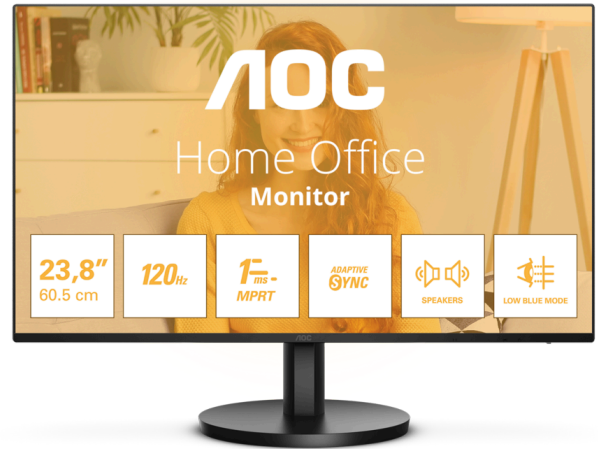 AOC
Home Office
Monitor
23,8"
60.5 cm
120Hz
1ms
MPRT
ADAPTIVE
SYNC
SPEAKERS
LOW BLUE MODE
AOC